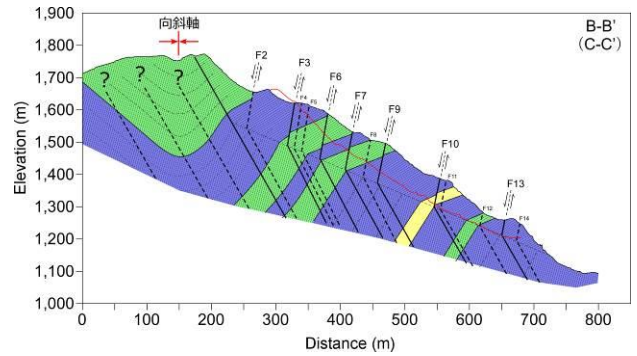 向斜軸
B-B'
(C-C')
F2
F3
F4
F5
F6
F7
F8
F9
F10
F11
F12
F13
F14
?
?
?
Elevation (m)
1,900
1,800
1,700
1,600
1,500
1,400
1,300
1,200
1,100
1,000
0 100 200 300 400 500 600 700 800
Distance (m)